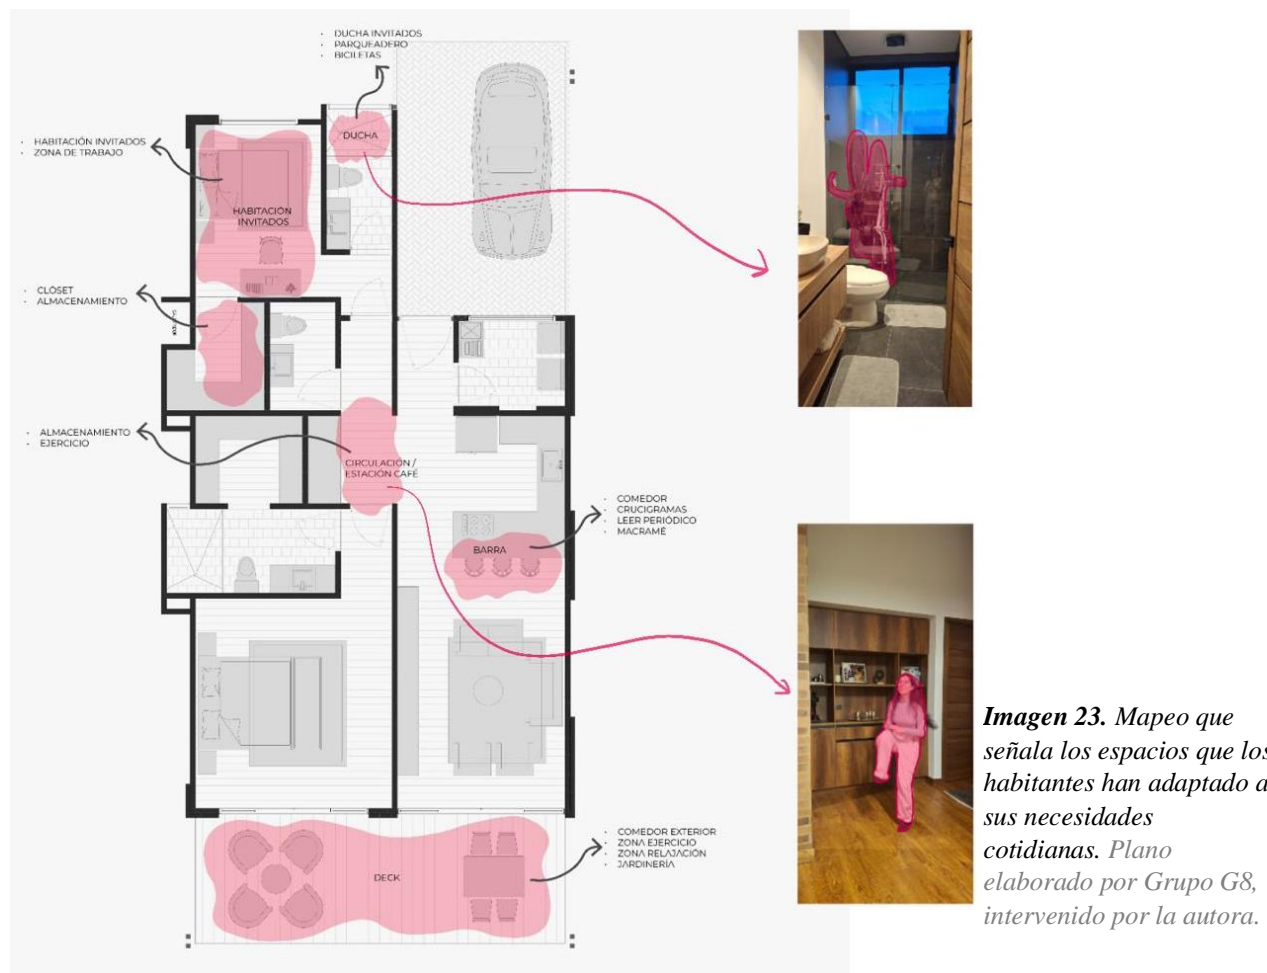 · DUCHA INVITADOS
· PARQUEADERO
· BICILETAS
DUCHA
· HABITACIÓN INVITADOS
· ZONA DE TRABAJO
HABITACIÓN
INVITADOS
· CLOSET
· ALMACENAMIENTO
· ALMACENAMIENTO
· EJERCICIO
CIRCULACIÓN /
ESTACIÓN CAFÉ
· COMEDOR
· CRUCIGRAMAS
· LEER PERIÓDICO
· MACRAMÉ
BARRA
· COMEDOR EXTERIOR
· ZONA EJERCICIO
· ZONA RELAJACIÓN
· JARDINERÍA
DECK
Imagen 23. Mapeo que
señala los espacios que los
habitantes han adaptado a
sus necesidades
cotidianas. Plano
elaborado por Grupo G8,
intervenido por la autora.